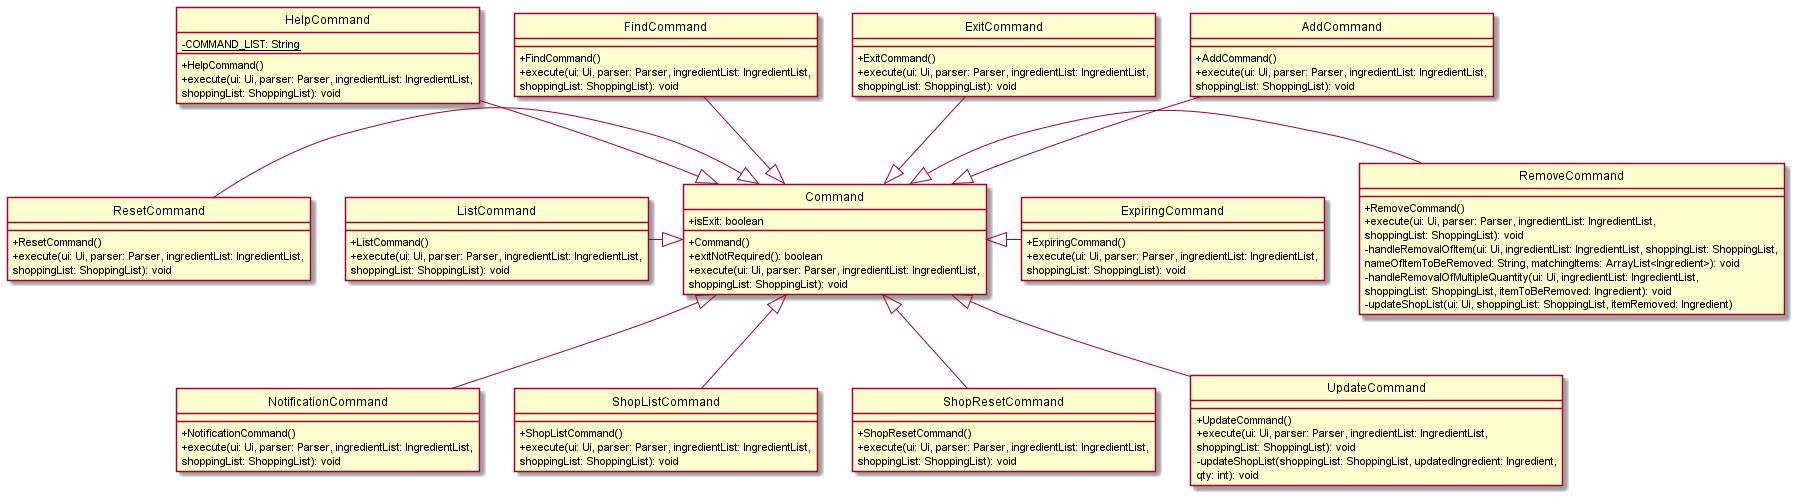 HelpCommand
-COMMAND_LIST: String
+HelpCommand()
+execute(ui: Ui, parser: Parser, ingredientList: IngredientList,
shoppingList: ShoppingList): void
FindCommand
+FindCommand()
+execute(ui: Ui, parser: Parser, ingredientList: IngredientList,
shoppingList: ShoppingList): void
ExitCommand
+ExitCommand()
+execute(ui: Ui, parser: Parser, ingredientList: IngredientList,
shoppingList: ShoppingList): void
AddCommand
+AddCommand()
+execute(ui: Ui, parser: Parser, ingredientList: IngredientList,
shoppingList: ShoppingList): void
ResetCommand
+ResetCommand()
+execute(ui: Ui, parser: Parser, ingredientList: IngredientList,
shoppingList: ShoppingList): void
ListCommand
+ListCommand()
+execute(ui: Ui, parser: Parser, ingredientList: IngredientList,
shoppingList: ShoppingList): void
Command
+isExit: boolean
+Command()
+exitNotRequired(): boolean
+execute(ui: Ui, parser: Parser, ingredientList: IngredientList,
shoppingList: ShoppingList): void
ExpiringCommand
+ExpiringCommand()
+execute(ui: Ui, parser: Parser, ingredientList: IngredientList,
shoppingList: ShoppingList): void
RemoveCommand
+RemoveCommand()
+execute(ui: Ui, parser: Parser, ingredientList: IngredientList,
shoppingList: ShoppingList): void
-handleRemovalOfItem(ui: Ui, ingredientList: IngredientList, shoppingList: ShoppingList,
nameOfItemToBeRemoved: String, matchingItems: ArrayList<Ingredient>): void
-handleRemovalOfMultipleQuantity(ui: Ui, ingredientList: IngredientList,
shoppingList: ShoppingList, itemToBeRemoved: Ingredient): void
-updateShopList(ui: Ui, shoppingList: ShoppingList, itemRemoved: Ingredient)
NotificationCommand
+NotificationCommand()
+execute(ui: Ui, parser: Parser, ingredientList: IngredientList,
shoppingList: ShoppingList): void
ShopListCommand
+ShopListCommand()
+execute(ui: Ui, parser: Parser, ingredientList: IngredientList,
shoppingList: ShoppingList): void
ShopResetCommand
+ShopResetCommand()
+execute(ui: Ui, parser: Parser, ingredientList: IngredientList,
shoppingList: ShoppingList): void
UpdateCommand
+UpdateCommand()
+execute(ui: Ui, parser: Parser, ingredientList: IngredientList,
shoppingList: ShoppingList): void
-updateShopList(shoppingList: ShoppingList, updatedIngredient: Ingredient,
qty: int): void